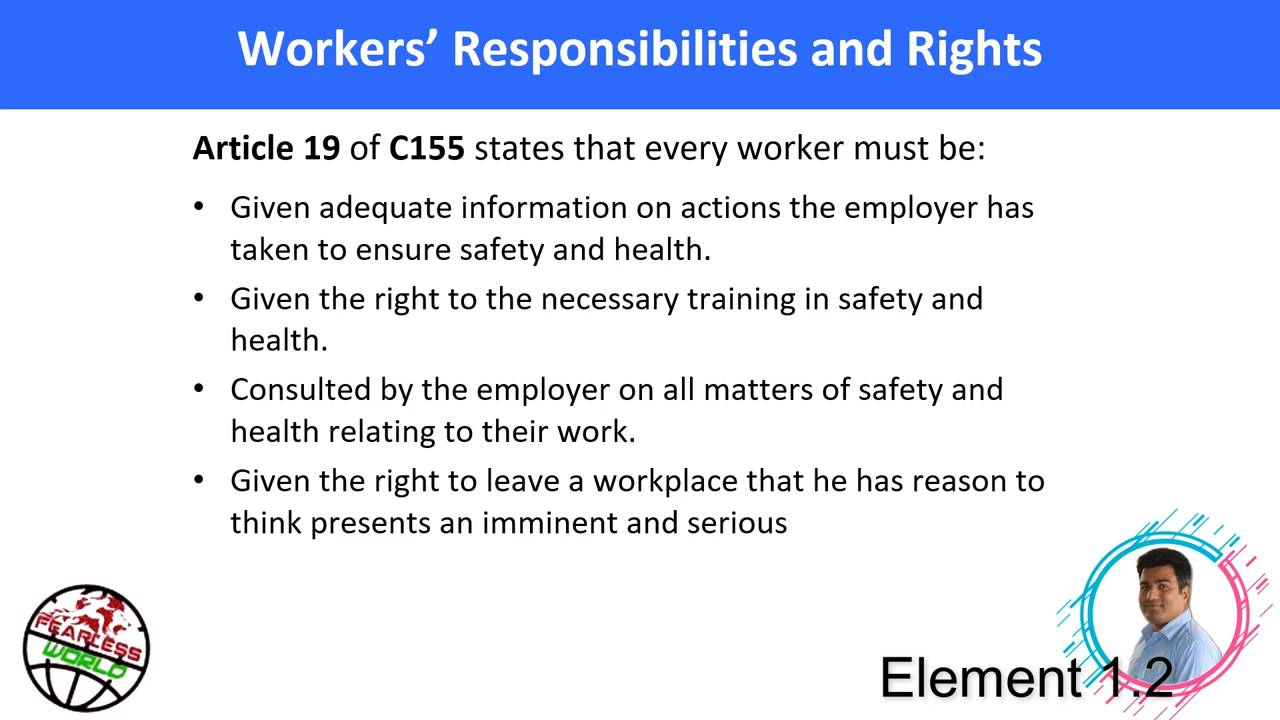 Workers’ Responsibilities and Rights
Article 19 of C155 states that every worker must be:
• Given adequate information on actions the employer has
taken to ensure safety and health.
• Given the right to the necessary training in safety and
health.
• Consulted by the employer on all matters of safety and
health relating to their work.
• Given the right to leave a workplace that he has reason to
think presents an imminent and serious
FEARLESS
WORLD
Element 1.2